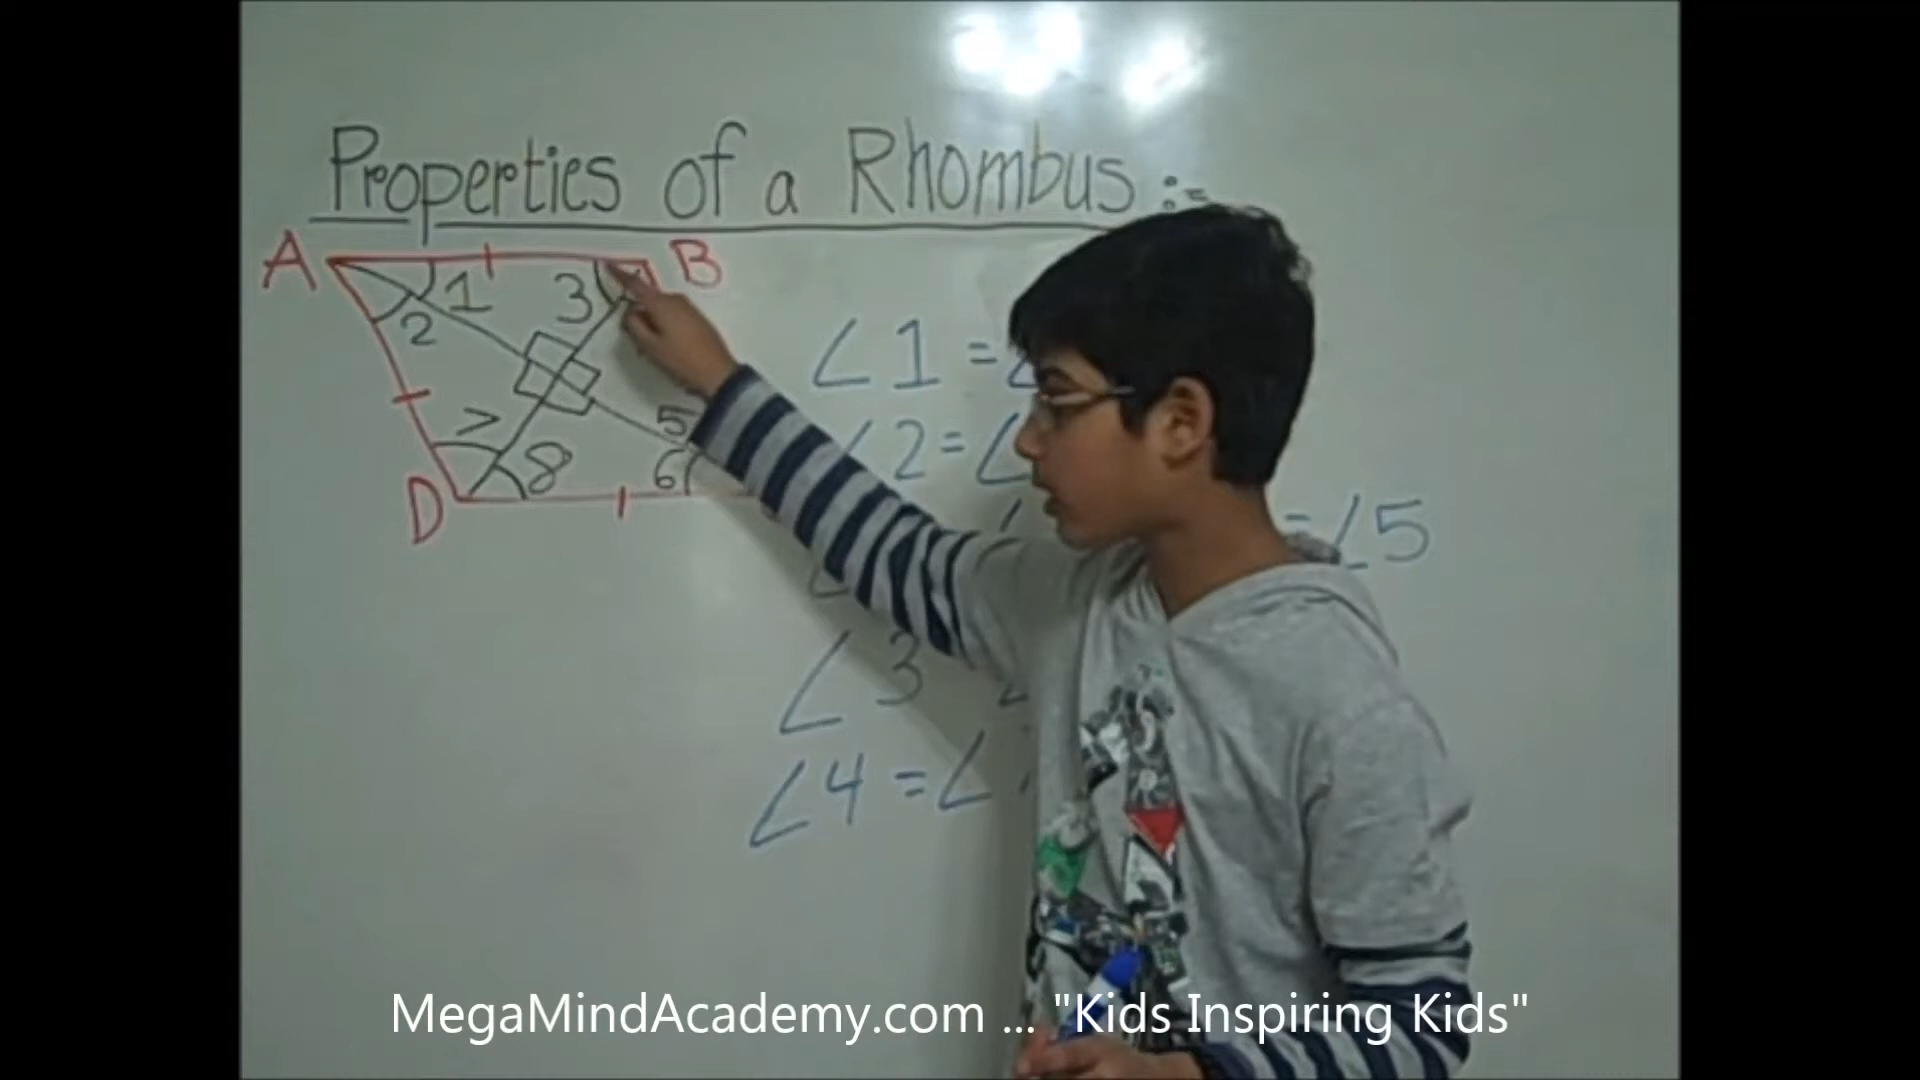 Properties of a Rhombus :-
A B
1 3
2
∠1 =∠
∠2=∠
7 5
8 6
D
=∠5
∠3
∠4 =∠
MegaMindAcademy.com ... "Kids Inspiring Kids"